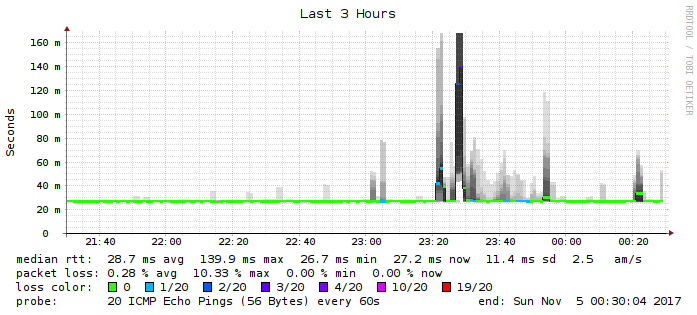 Last 3 Hours
RRDTOOL / TOBI OETIKER
Seconds
160 m
140 m
120 m
100 m
80 m
60 m
40 m
20 m
0
21:40 22:00 22:20 22:40 23:00 23:20 23:40 00:00 00:20
median rtt: 28.7 ms avg 139.9 ms max 26.7 ms min 27.2 ms now 11.4 ms sd 2.5 am/s
packet loss: 0.28 % avg 10.33 % max 0.00 % min 0.00 % now
loss color: 0 1/20 2/20 3/20 4/20 10/20 19/20
probe: 20 ICMP Echo Pings (56 Bytes) every 60s end: Sun Nov 5 00:30:04 2017